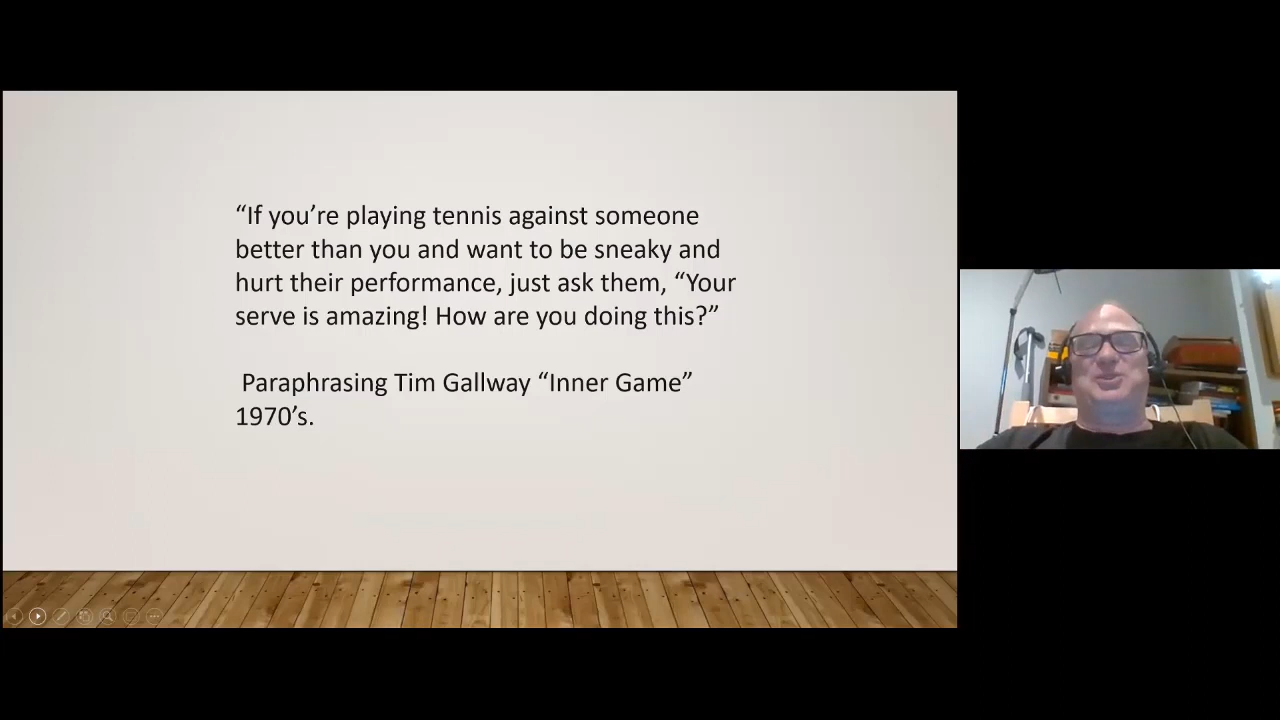 “If you’re playing tennis against someone
better than you and want to be sneaky and
hurt their performance, just ask them, “Your
serve is amazing! How are you doing this?”
Paraphrasing Tim Gallway “Inner Game”
1970’s.